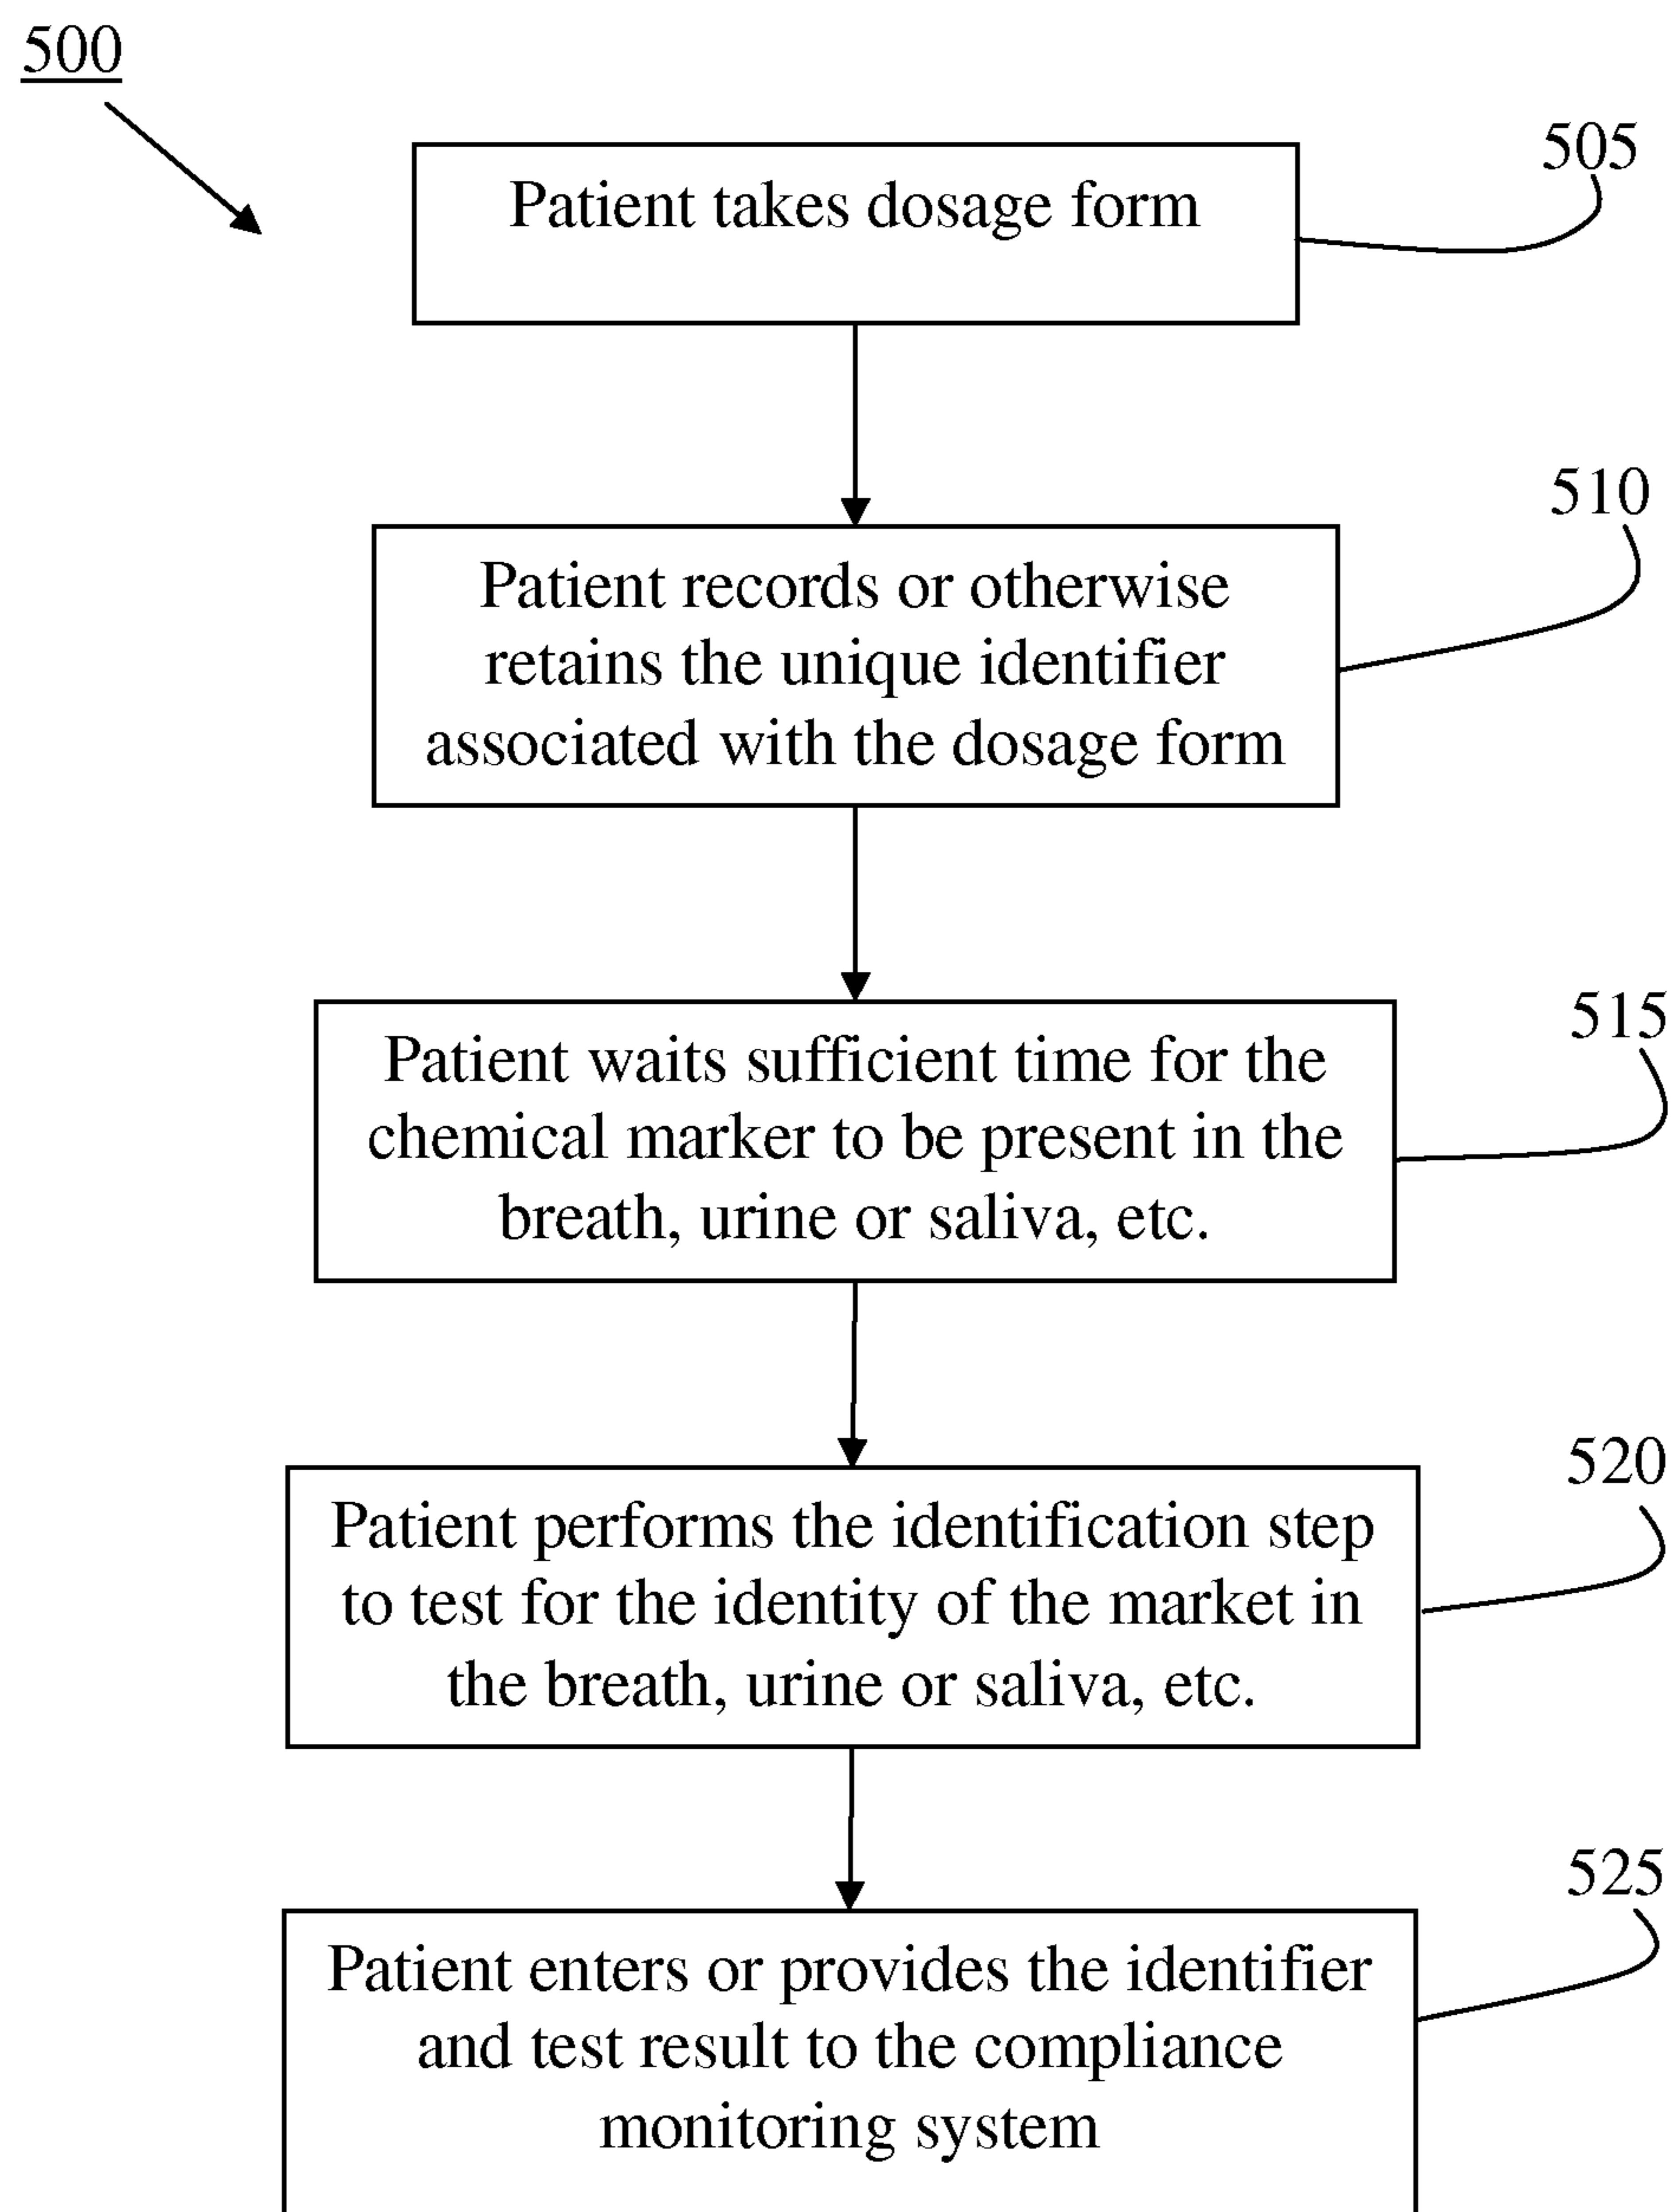 500
505
Patient takes dosage form
510
Patient records or otherwise
retains the unique identifier
associated with the dosage form
515
Patient waits sufficient time for the
chemical marker to be present in the
breath, urine or saliva, etc.
520
Patient performs the identification step
to test for the identity of the market in
the breath, urine or saliva, etc.
525
Patient enters or provides the identifier
and test result to the compliance
monitoring system